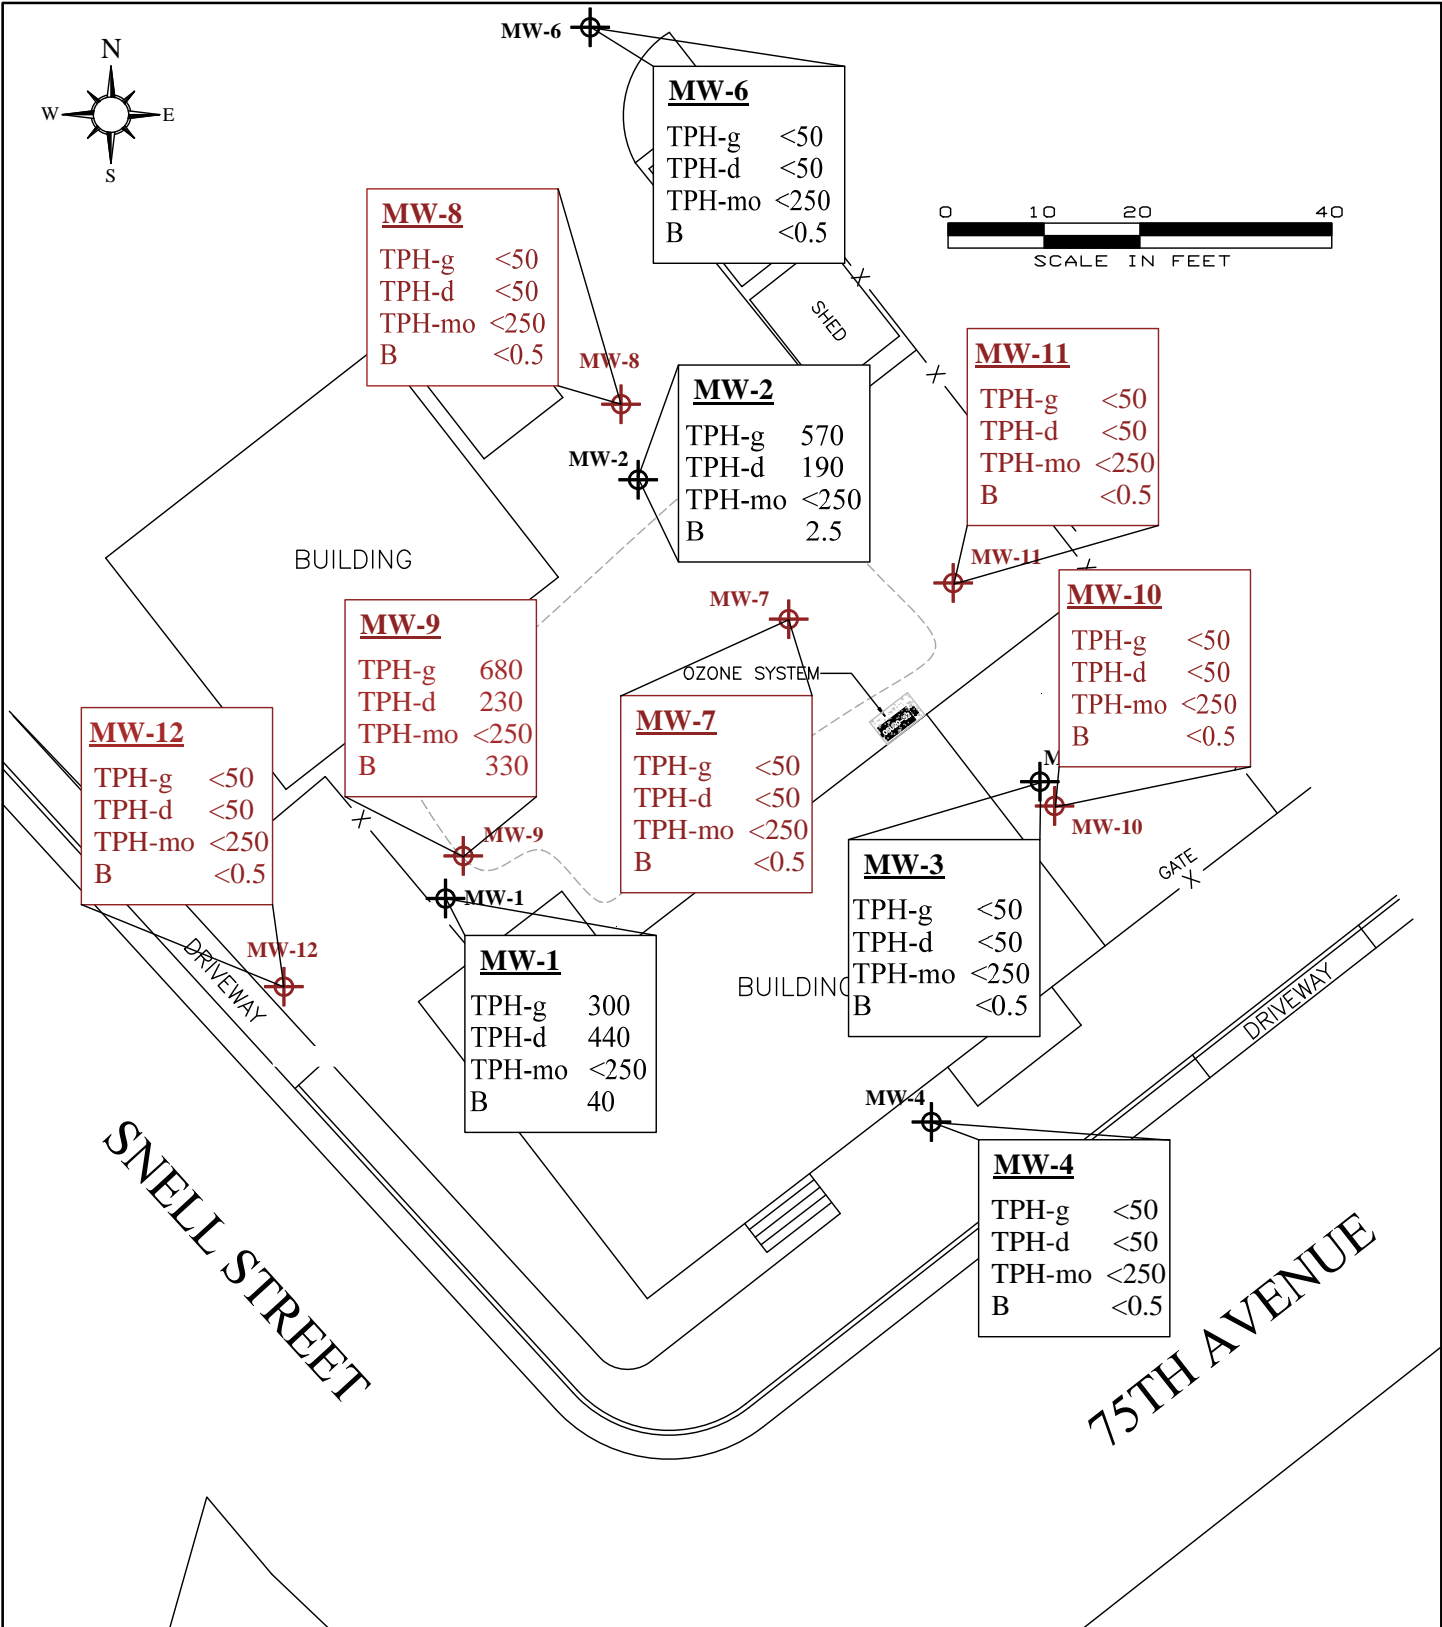 MW-6
N
W
E
S
MW-6
TPH-g <50
TPH-d <50
TPH-mo <250
B <0.5
MW-8
TPH-g <50
TPH-d <50
TPH-mo <250
B <0.5
0 10 20 40
SCALE IN FEET
SHED
MW-8
MW-11
TPH-g <50
TPH-d <50
TPH-mo <250
B <0.5
MW-2
TPH-g 570
TPH-d 190
TPH-mo <250
B 2.5
MW-2
X
X
X
BUILDING
MW-11
MW-7
MW-10
TPH-g <50
TPH-d <50
TPH-mo <250
B <0.5
MW-9
TPH-g 680
TPH-d 230
TPH-mo <250
B 330
OZONE SYSTEM
MW-7
TPH-g <50
TPH-d <50
TPH-mo <250
B <0.5
MW-12
TPH-g <50
TPH-d <50
TPH-mo <250
B <0.5
M
MW-10
X
MW-9
MW-1
MW-3
TPH-g <50
TPH-d <50
TPH-mo <250
B <0.5
GATE
X
MW-12
DRIVEWAY
MW-1
TPH-g 300
TPH-d 440
TPH-mo <250
B 40
BUILDING
DRIVEWAY
MW-4
MW-4
TPH-g <50
TPH-d <50
TPH-mo <250
B <0.5
SNELL STREET
75TH AVENUE